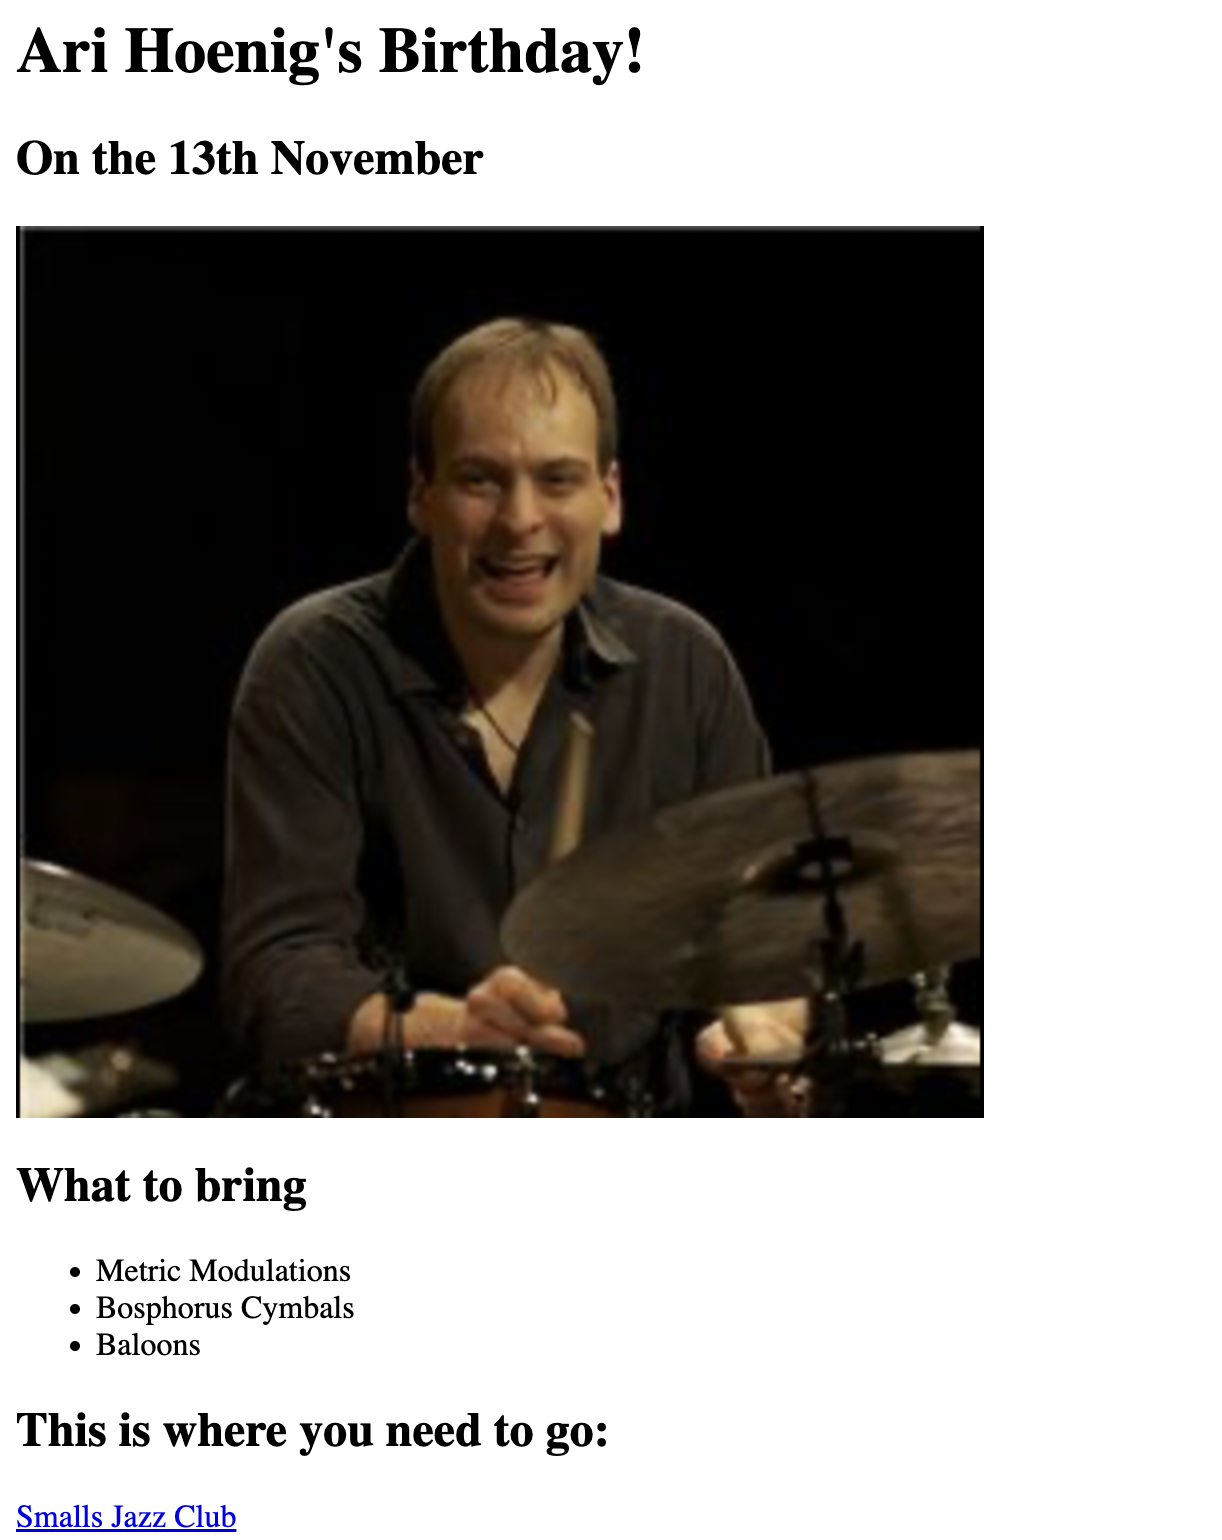 Ari Hoenig's Birthday!
On the 13th November
What to bring
Metric Modulations
Bosphorus Cymbals
Baloons
This is where you need to go:
Smalls Jazz Club